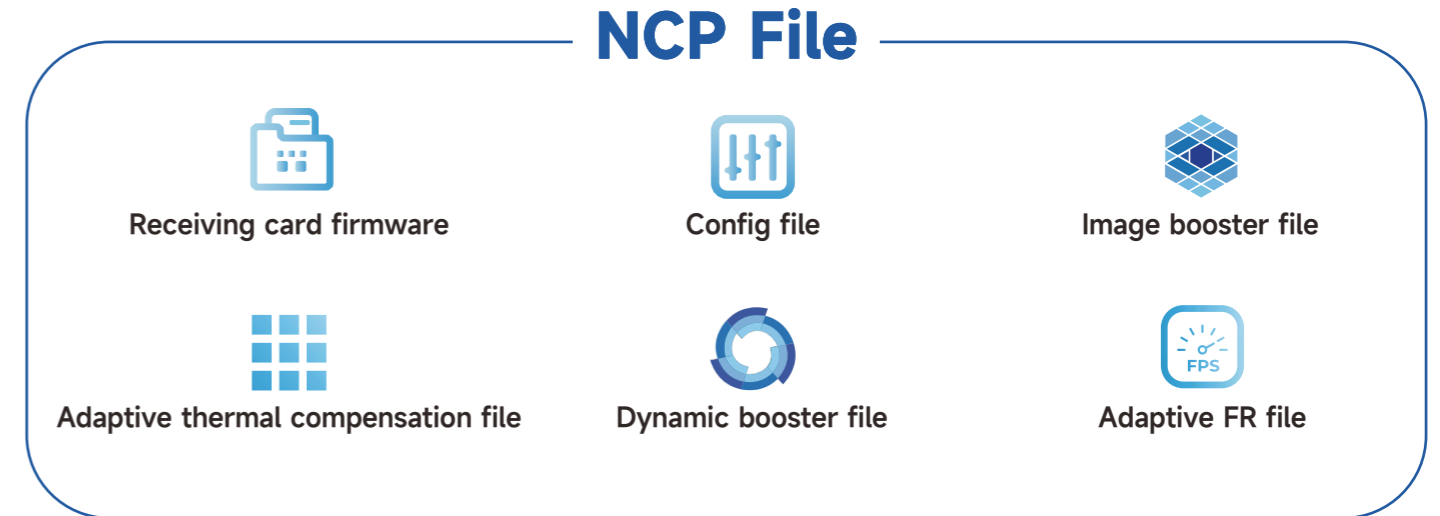 NCP File
Receiving card firmware
Config file
Image booster file
FPS
Adaptive thermal compensation file
Dynamic booster file
Adaptive FR file